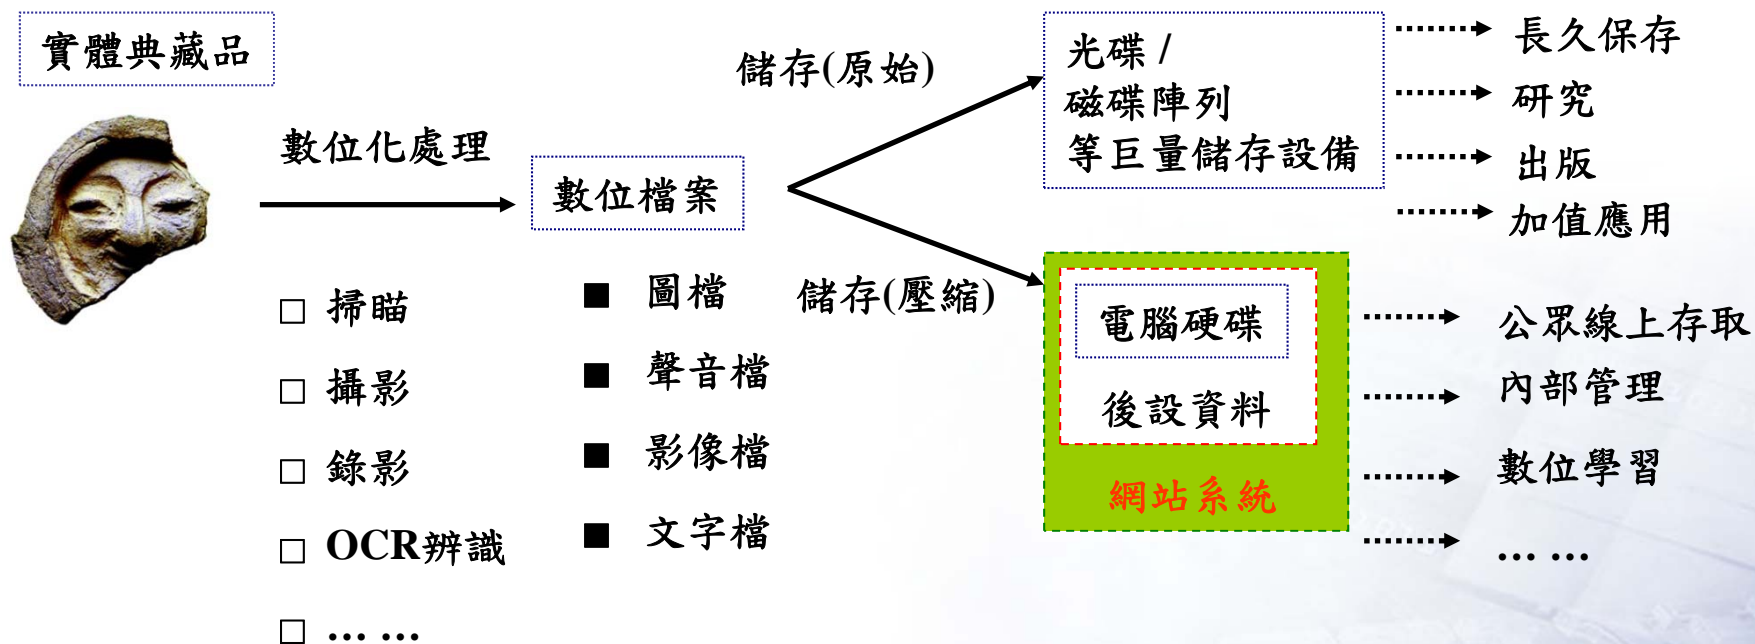 實體典藏品
數位化處理
□ 掃瞄
□ 攝影
□ 錄影
□ OCR辨識
□ … …
數位檔案
■ 圖檔
■ 聲音檔
■ 影像檔
■ 文字檔
儲存(原始)
儲存(壓縮)
光碟 /
磁碟陣列
等巨量儲存設備
長久保存
研究
出版
加值應用
電腦硬碟
後設資料
網站系統
公眾線上存取
內部管理
數位學習
… …